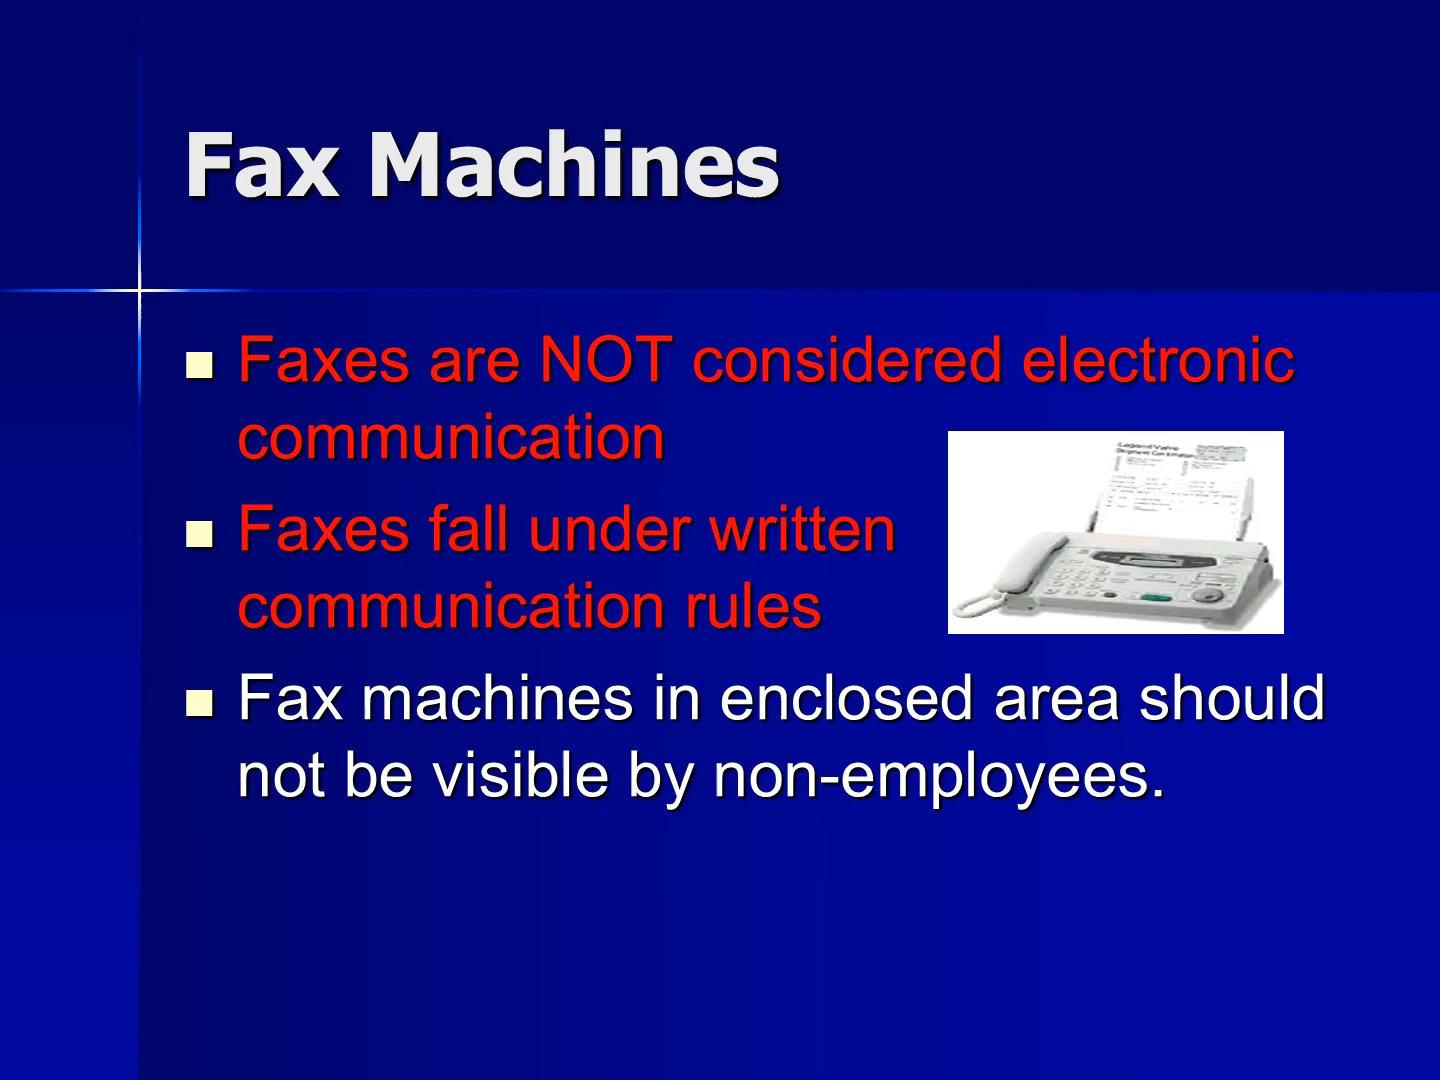 Fax Machines
Faxes are NOT considered electronic
communication
Faxes fall under written
communication rules
Fax machines in enclosed area should
not be visible by non-employees.